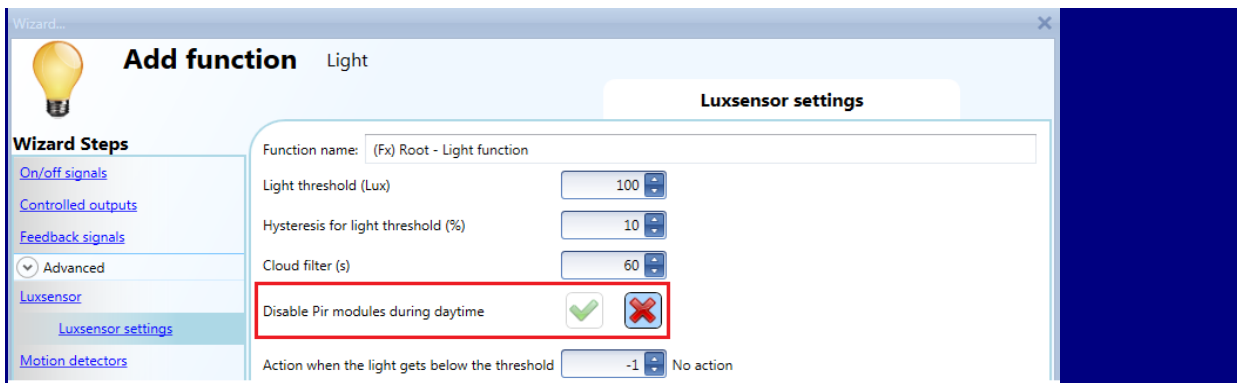 Wizard...
Add function Light
Luxsensor settings
Wizard Steps
On/off signals
Controlled outputs
Feedback signals
Advanced
Luxsensor
Luxsensor settings
Motion detectors
Function name: (Fx) Root - Light function
Light threshold (Lux) 100
Hysteresis for light threshold (%) 10
Cloud filter (s) 60
Disable Pir modules during daytime
Action when the light gets below the threshold -1 No action